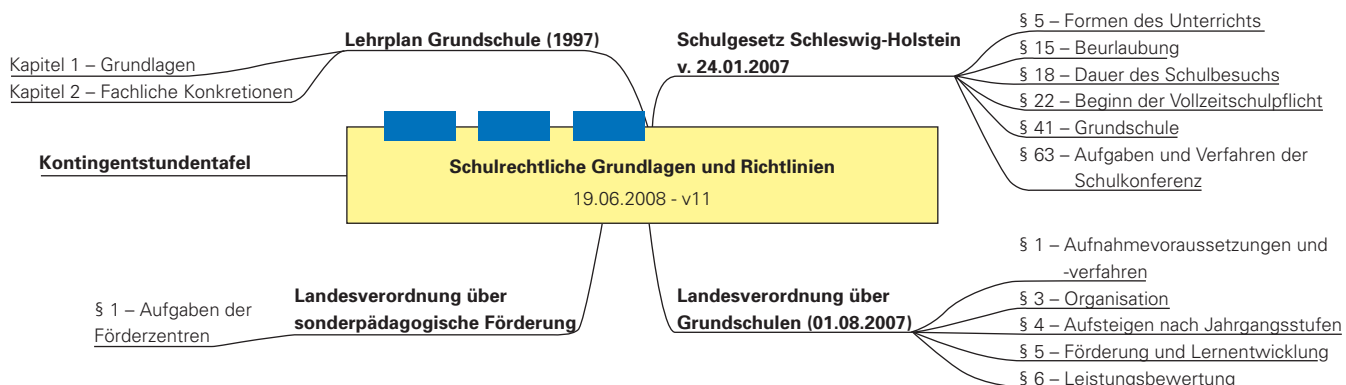 Lehrplan Grundschule (1997)
Kapitel 1 – Grundlagen
Kapitel 2 – Fachliche Konkretionen
Schulgesetz Schleswig-Holstein
v. 24.01.2007
§ 5 – Formen des Unterrichts
§ 15 – Beurlaubung
§ 18 – Dauer des Schulbesuchs
§ 22 – Beginn der Vollzeitschulpflicht
§ 41 – Grundschule
§ 63 – Aufgaben und Verfahren der
Schulkonferenz
Kontingentstundentafel
Schulrechtliche Grundlagen und Richtlinien
19.06.2008 - v11
Landesverordnung über
sonderpädagogische Förderung
§ 1 – Aufgaben der
Förderzentren
Landesverordnung über
Grundschulen (01.08.2007)
§ 1 – Aufnahmevoraussetzungen und
-verfahren
§ 3 – Organisation
§ 4 – Aufsteigen nach Jahrgangsstufen
§ 5 – Förderung und Lernentwicklung
§ 6 – Leistungsbewertung